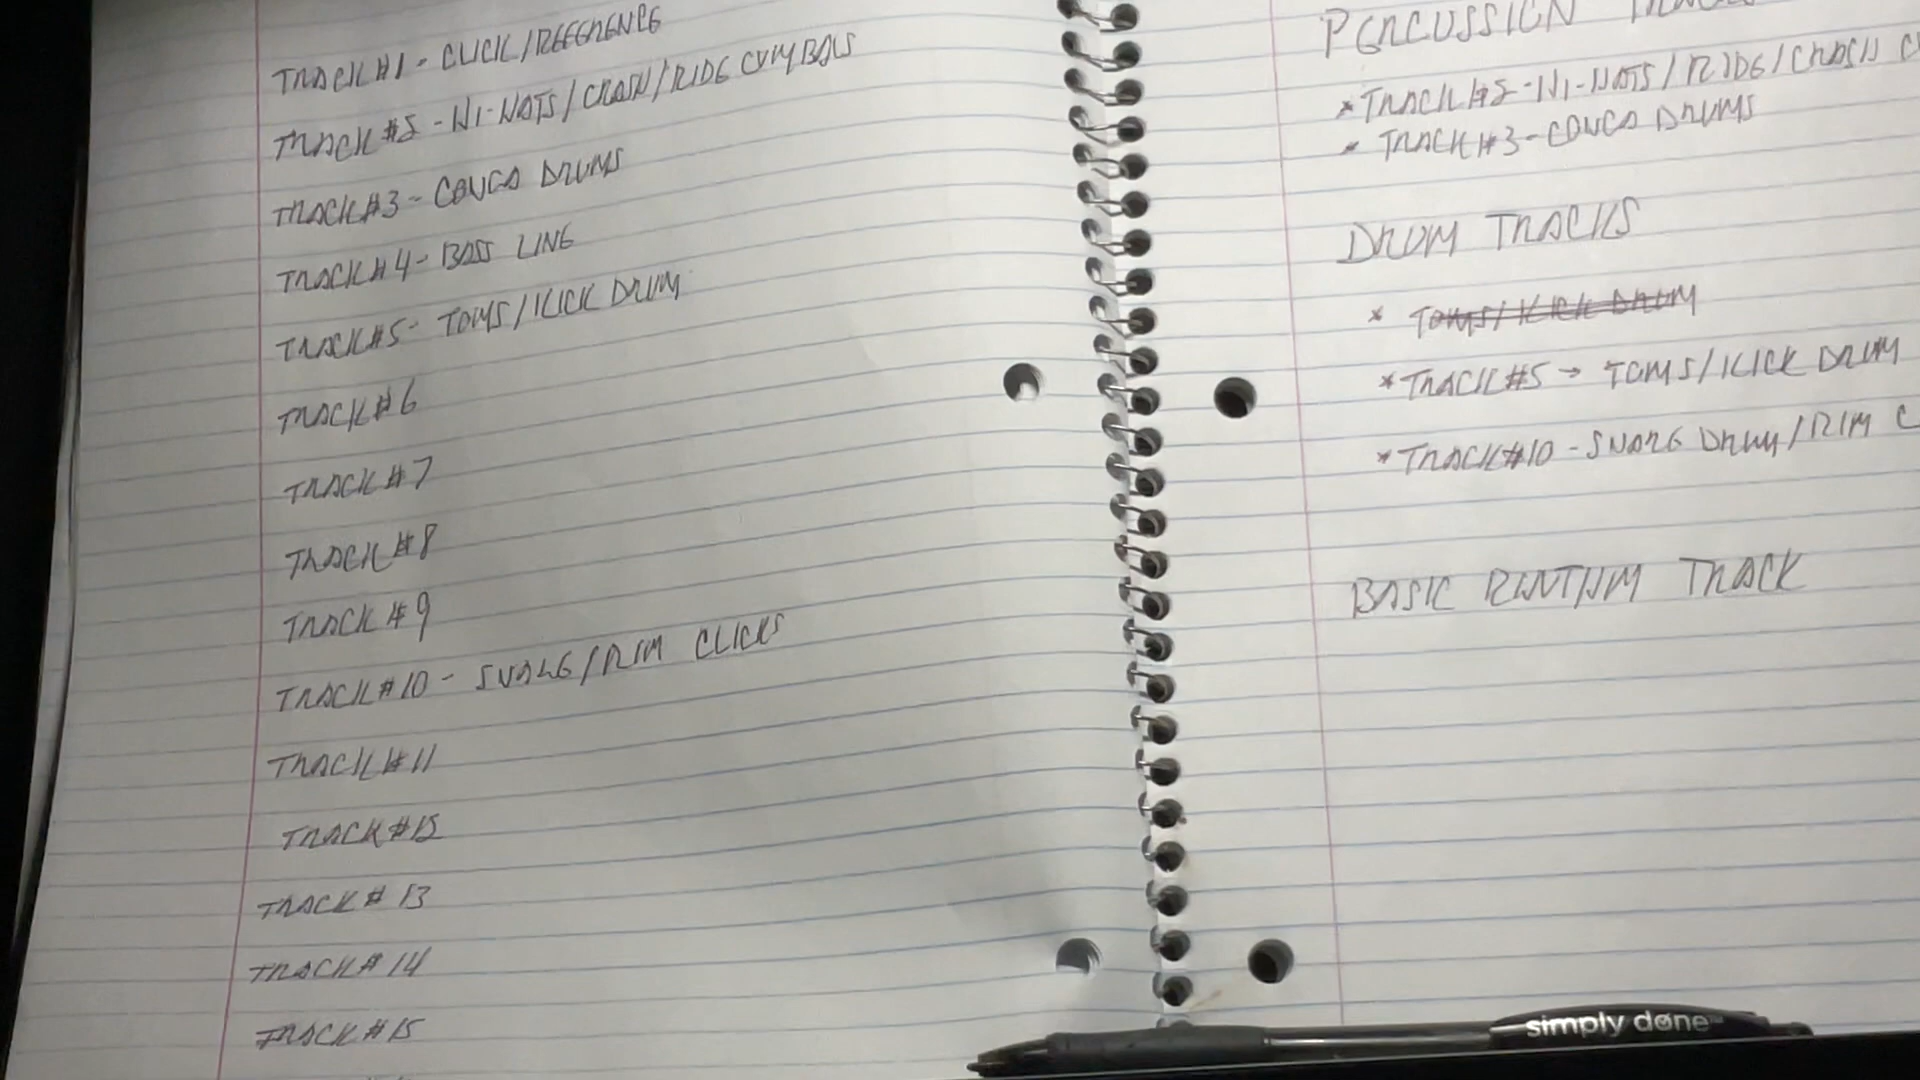 TRACK #1 - CLICK/REFERENCE
TRACK #2 - HI-HATS/CRASH/RIDE CYMBALS
TRACK #3 - CONGA DRUMS
TRACK #4 - BASS LINE
TRACK #5 - TOMS/KICK DRUM
TRACK #6
TRACK #7
TRACK #8
TRACK #9
TRACK #10 - SNARE/RIM CLICKS
TRACK #11
TRACK #12
TRACK #13
TRACK #14
TRACK #15
PERCUSSION
* TRACK #2 - HI-HATS/RIDE/CRASH C
* TRACK #3 - CONGA DRUMS
DRUM TRACKS
* TOMS/KICK DRUM
* TRACK #5 → TOMS/KICK DRUM
* TRACK #10 - SNARE DRUM/RIM C
BASIC RHYTHM TRACK
simply done™